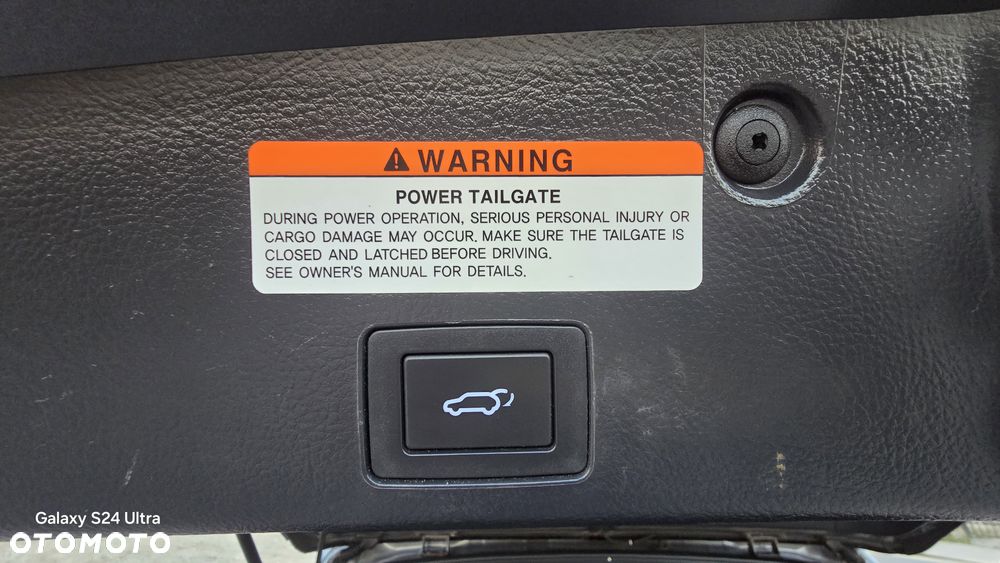 WARNING
POWER TAILGATE
DURING POWER OPERATION, SERIOUS PERSONAL INJURY OR
CARGO DAMAGE MAY OCCUR. MAKE SURE THE TAILGATE IS
CLOSED AND LATCHED BEFORE DRIVING.
SEE OWNER'S MANUAL FOR DETAILS.
Galaxy S24 Ultra
OTOMOTO